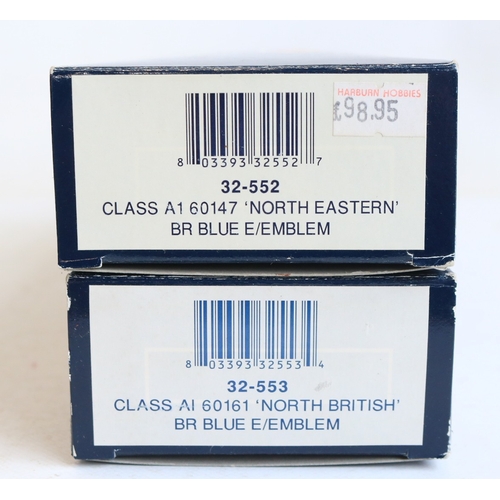 HARBURN HOBBIES
£98.95
8 03393 32552 7
32-552
CLASS A1 60147 'NORTH EASTERN'
BR BLUE E/EMBLEM
8 03393 32553 4
32-553
CLASS AI 60161 'NORTH BRITISH'
BR BLUE E/EMBLEM